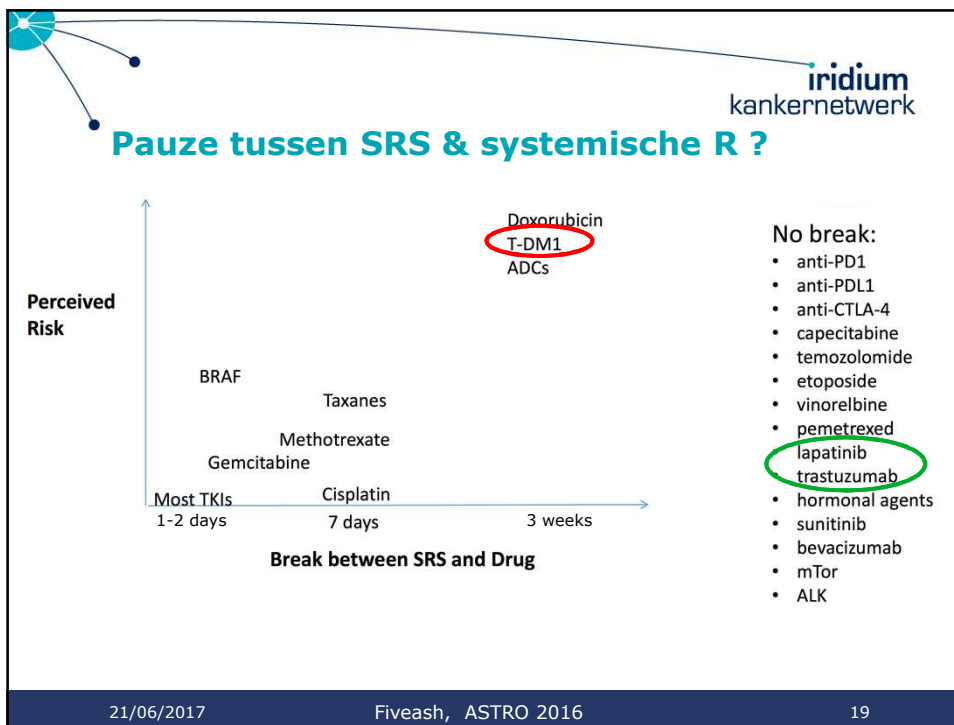 iridium
kankernetwerk
Pauze tussen SRS & systemische R ?
Perceived
Risk
Doxorubicin
T-DM1
ADCs
BRAF
Taxanes
Methotrexate
Gemcitabine
Most TKIs
Cisplatin
1-2 days
7 days
3 weeks
Break between SRS and Drug
No break:
• anti-PD1
• anti-PDL1
• anti-CTLA-4
• capecitabine
• temozolomide
• etoposide
• vinorelbine
• pemetrexed
• lapatinib
• trastuzumab
• hormonal agents
• sunitinib
• bevacizumab
• mTor
• ALK
21/06/2017
Fiveash, ASTRO 2016
19